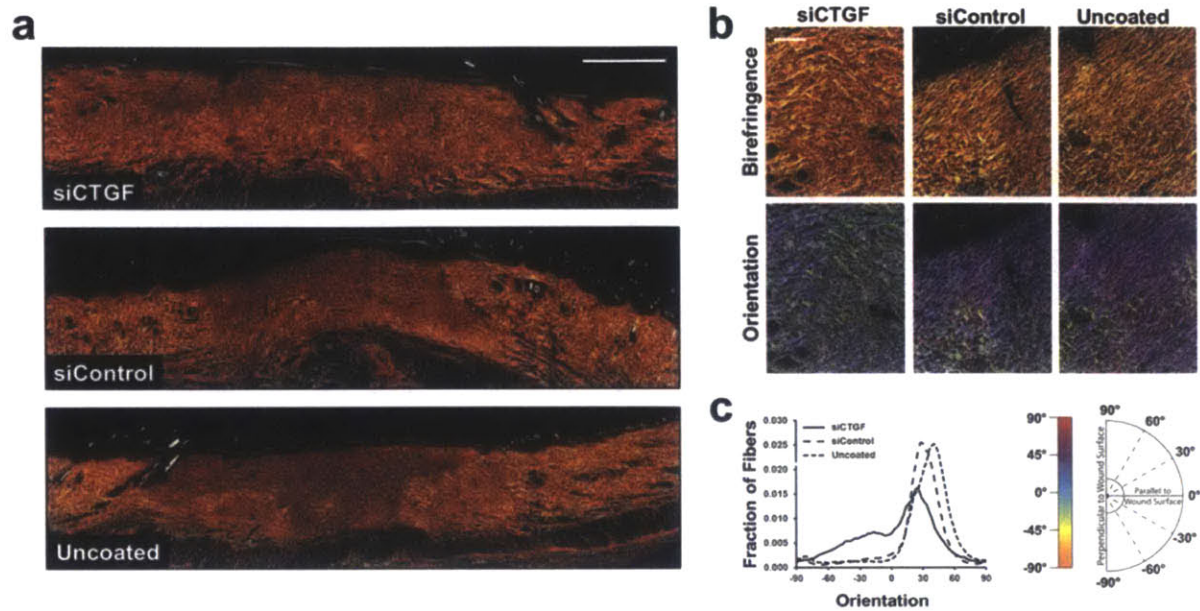 a
siCTGF
siControl
Uncoated
b
siCTGF siControl Uncoated
Birefringence
Orientation
c
Fraction of Fibers
0.030
0.025
0.020
0.015
0.010
0.005
0.000
siCTGF
siControl
Uncoated
-90 -60 -30 0 30 60 90
Orientation
90°
45°
0°
-45°
-90°
90°
60°
30°
0°
-30°
-60°
-90°
Perpendicular to Wound Surface
Parallel to
Wound Surface